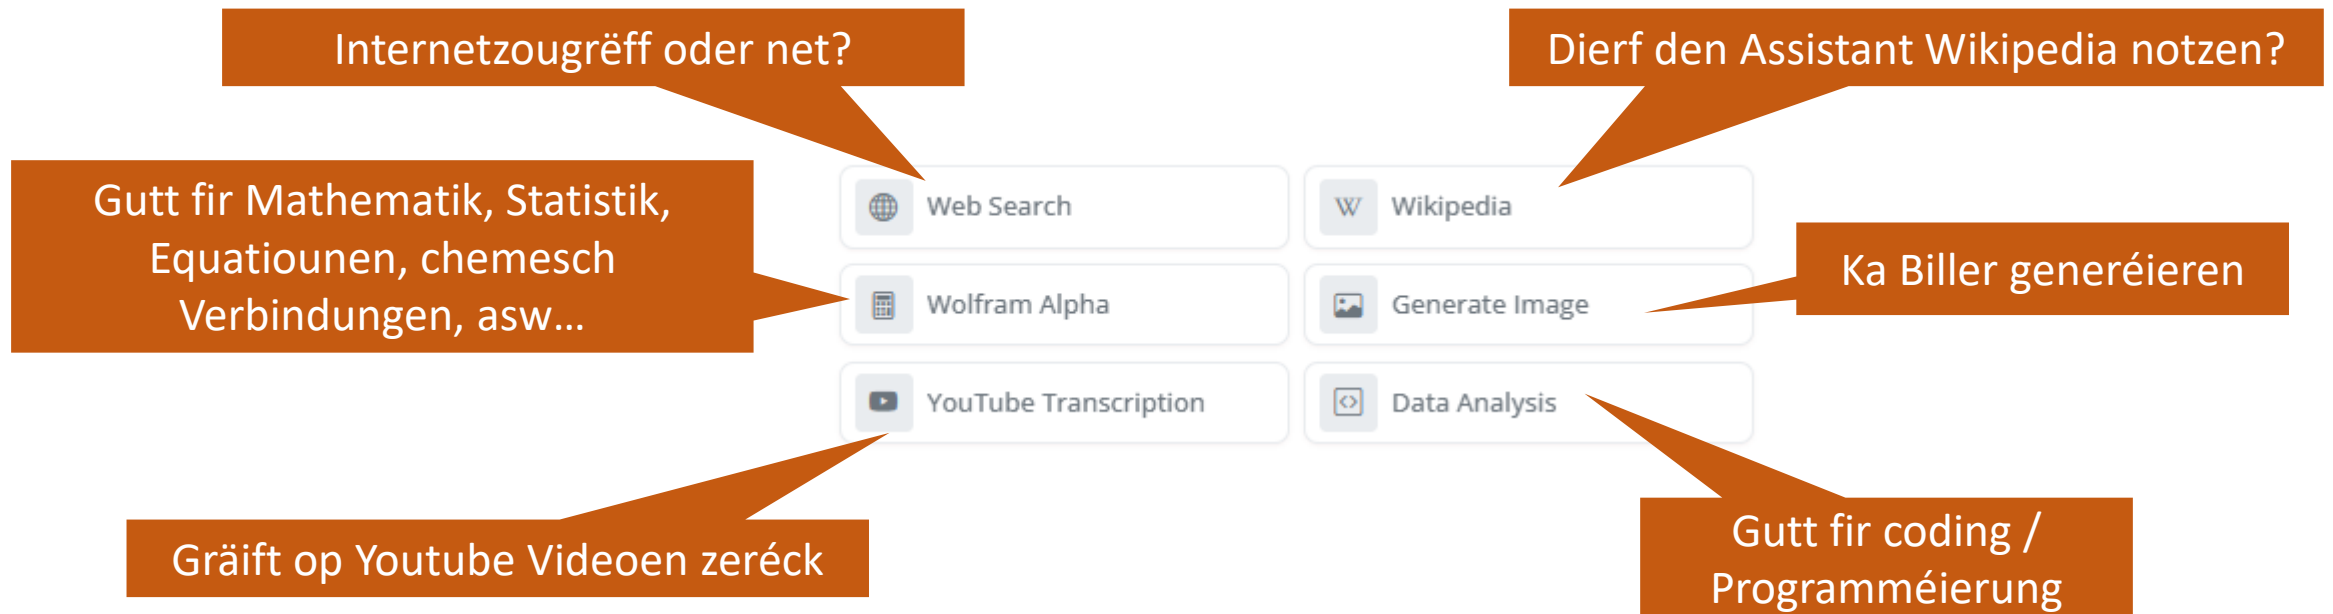 Internetzougrëff oder net?
Dierf den Assistant Wikipedia notzen?
Gutt fir Mathematik, Statistik,
Equatiounen, chemesch
Verbindungen, asw...
Web Search
Wikipedia
Wolfram Alpha
Generate Image
Ka Biller generéieren
YouTube Transcription
Data Analysis
Gräift op Youtube Videoen zeréck
Gutt fir coding /
Programméierung